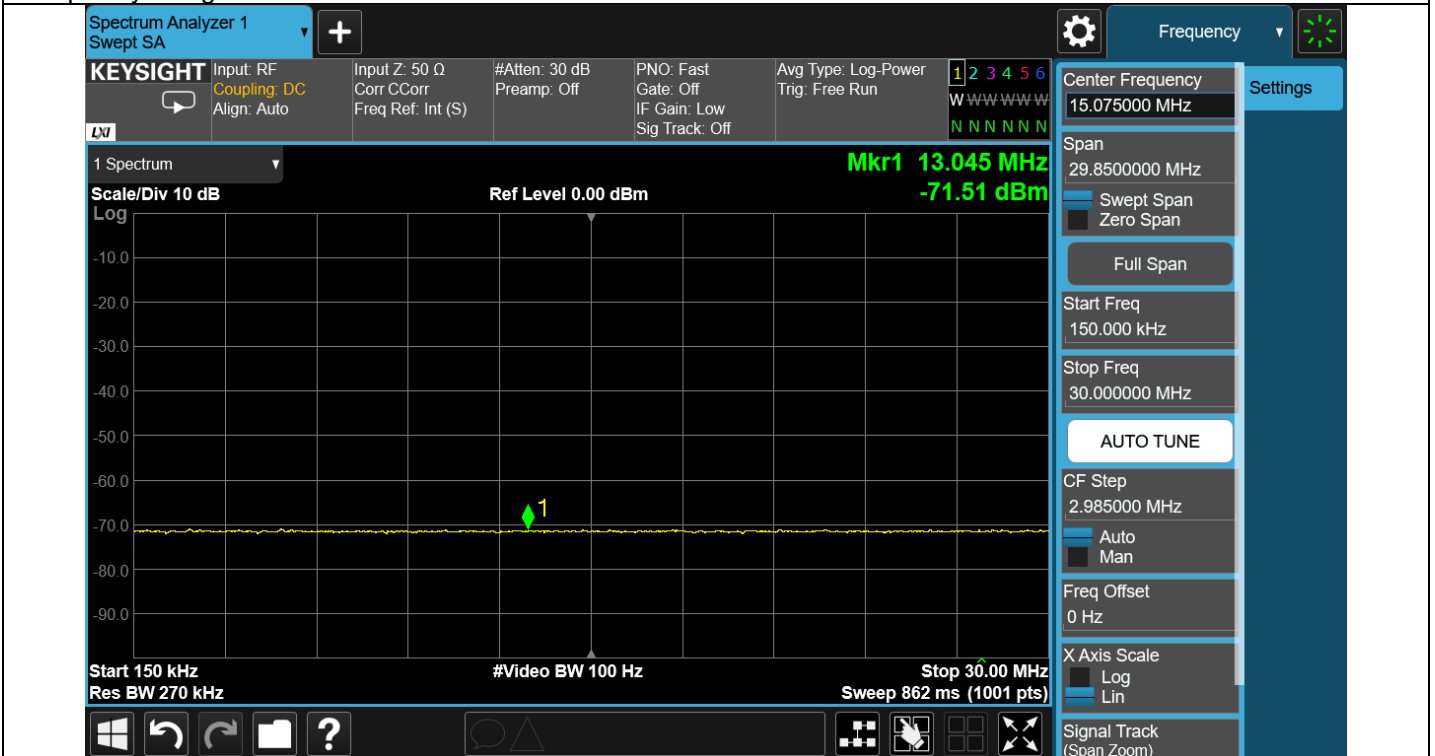 Spectrum Analyzer 1
Swept SA
Frequency
KEYSIGHT
LXI
Input: RF
Coupling: DC
Align: Auto
Input Z: 50 Ω
Corr CCorr
Freq Ref: Int (S)
#Atten: 30 dB
Preamp: Off
PNO: Fast
Gate: Off
IF Gain: Low
Sig Track: Off
Avg Type: Log-Power
Trig: Free Run
1 2 3 4 5 6
W W W W W W
N N N N N N
1 Spectrum
Mkr1 13.045 MHz
-71.51 dBm
Scale/Div 10 dB
Ref Level 0.00 dBm
Log
-10.0
-20.0
-30.0
-40.0
-50.0
-60.0
-70.0
-80.0
-90.0
1
Start 150 kHz
#Video BW 100 Hz
Stop 30.00 MHz
Res BW 270 kHz
Sweep 862 ms (1001 pts)
?
Center Frequency
15.075000 MHz
Settings
Span
29.8500000 MHz
Swept Span
Zero Span
Full Span
Start Freq
150.000 kHz
Stop Freq
30.000000 MHz
AUTO TUNE
CF Step
2.985000 MHz
Auto
Man
Freq Offset
0 Hz
X Axis Scale
Log
Lin
Signal Track
(Span Zoom)